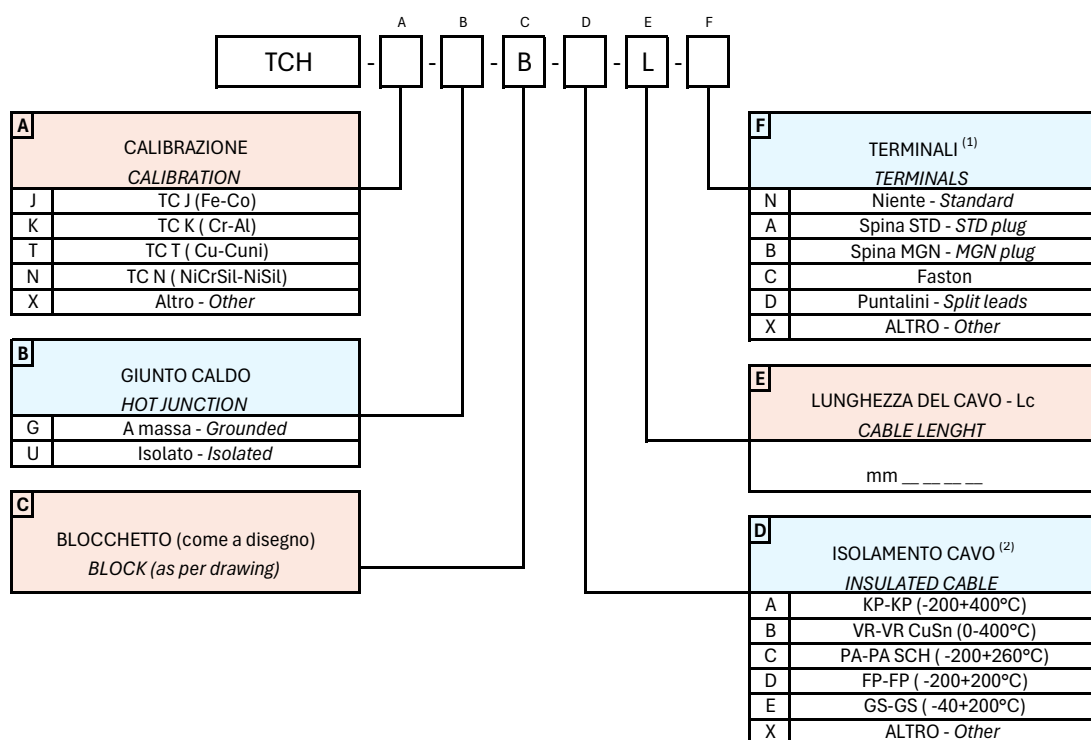 A B C D E F
TCH - - - B - - L -
A
CALIBRAZIONE
CALIBRATION
J TC J (Fe-Co)
K TC K ( Cr-Al)
T TC T ( Cu-Cuni)
N TC N ( NiCrSil-NiSil)
X Altro - Other
B
GIUNTO CALDO
HOT JUNCTION
G A massa - Grounded
U Isolato - Isolated
C
BLOCCHETTO (come a disegno)
BLOCK (as per drawing)
F
TERMINALI (1)
TERMINALS
N Niente - Standard
A Spina STD - STD plug
B Spina MGN - MGN plug
C Faston
D Puntalini - Split leads
X ALTRO - Other
E
LUNGHEZZA DEL CAVO - Lc
CABLE LENGHT
mm __ __ __ __
D
ISOLAMENTO CAVO (2)
INSULATED CABLE
A KP-KP (-200+400°C)
B VR-VR CuSn (0-400°C)
C PA-PA SCH ( -200+260°C)
D FP-FP ( -200+200°C)
E GS-GS ( -40+200°C)
X ALTRO - Other